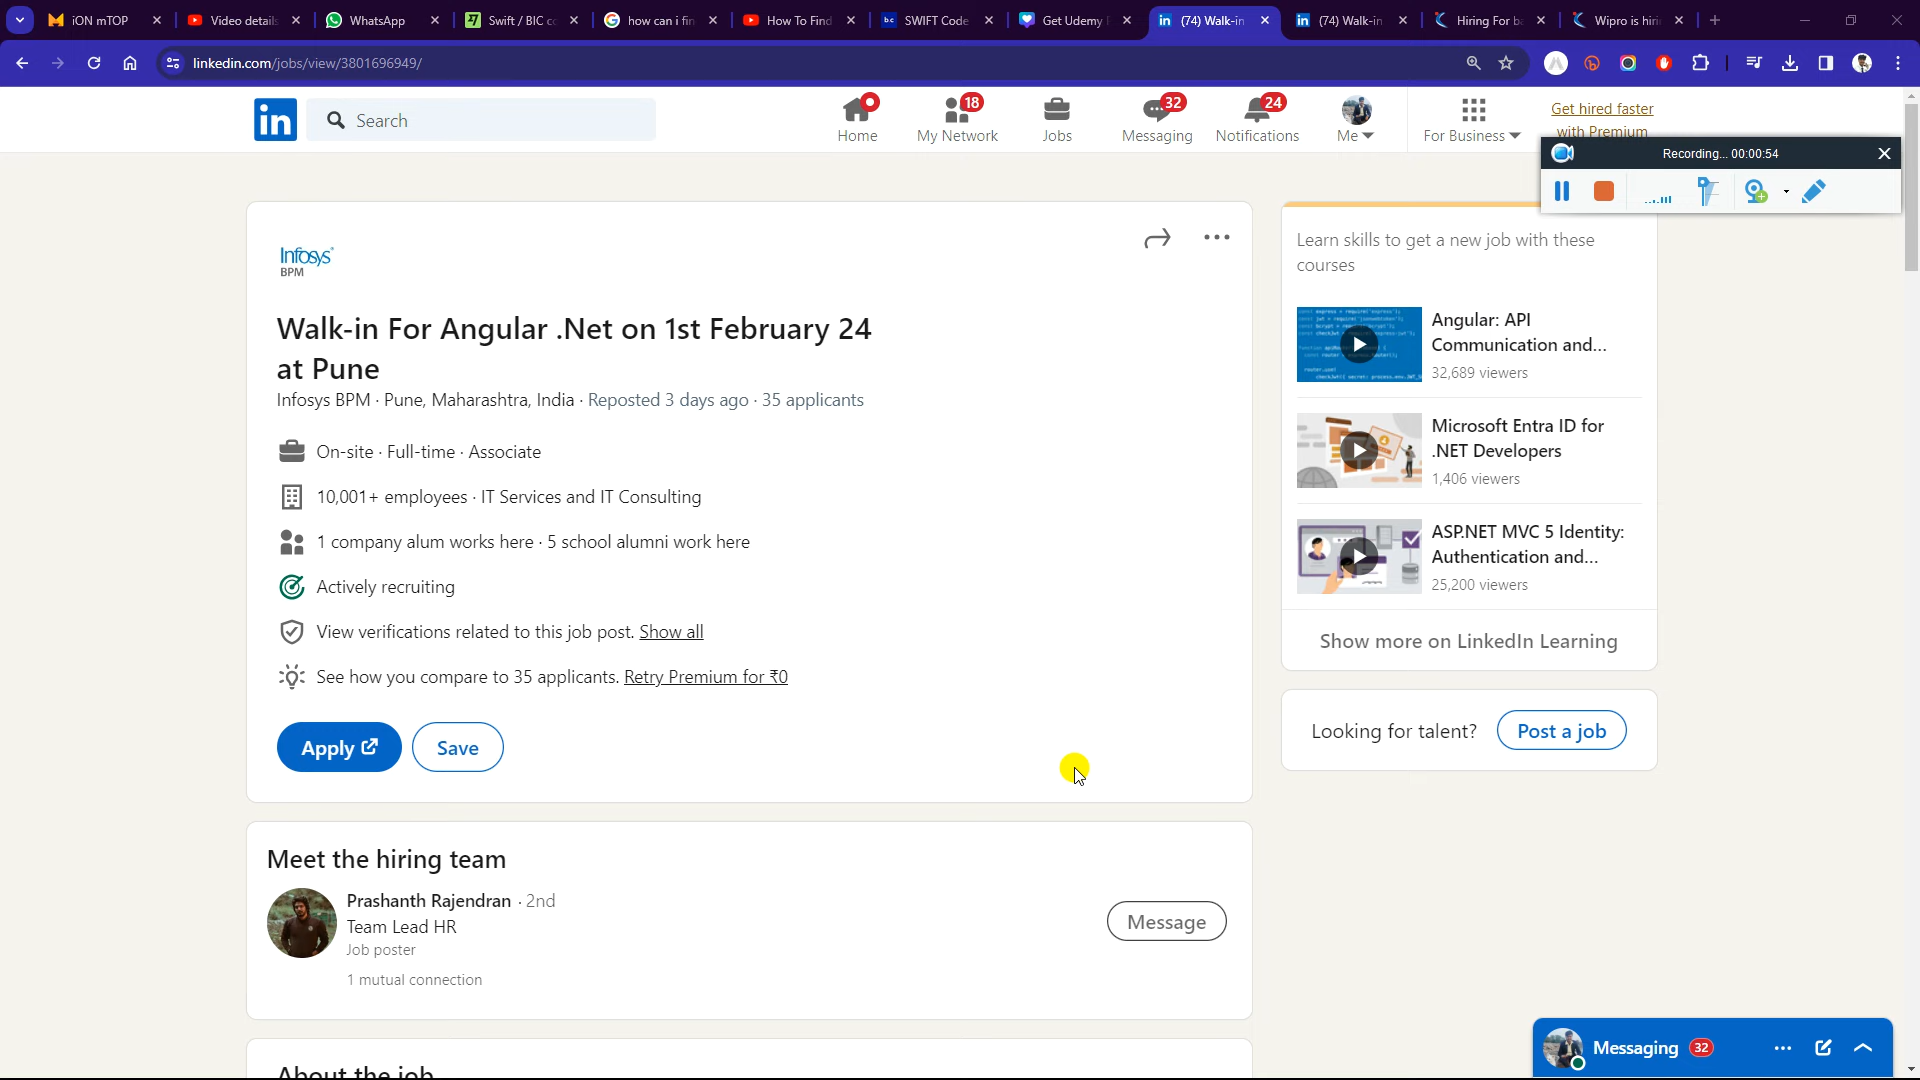 iON mTOP
Video details
WhatsApp
Swift / BIC co
how can i fin
How To Find
SWIFT Code
Get Udemy F
(74) Walk-in
(74) Walk-in
Hiring For b
Wipro is hiri
linkedin.com/jobs/view/3801696949/
in
Search
Home
18
My Network
Jobs
32
Messaging
24
Notifications
Me
For Business
Get hired faster
with Premium
Recording... 00:00:54
Infosys
BPM
Walk-in For Angular .Net on 1st February 24
at Pune
Infosys BPM · Pune, Maharashtra, India · Reposted 3 days ago · 35 applicants
On-site · Full-time · Associate
10,001+ employees · IT Services and IT Consulting
1 company alum works here · 5 school alumni work here
Actively recruiting
View verifications related to this job post. Show all
See how you compare to 35 applicants. Retry Premium for ₹0
Apply
Save
Learn skills to get a new job with these
courses
Angular: API
Communication and...
32,689 viewers
Microsoft Entra ID for
.NET Developers
1,406 viewers
ASP.NET MVC 5 Identity:
Authentication and...
25,200 viewers
Show more on LinkedIn Learning
Looking for talent?
Post a job
Meet the hiring team
Prashanth Rajendran · 2nd
Team Lead HR
Job poster
1 mutual connection
Message
About the job
Messaging 32